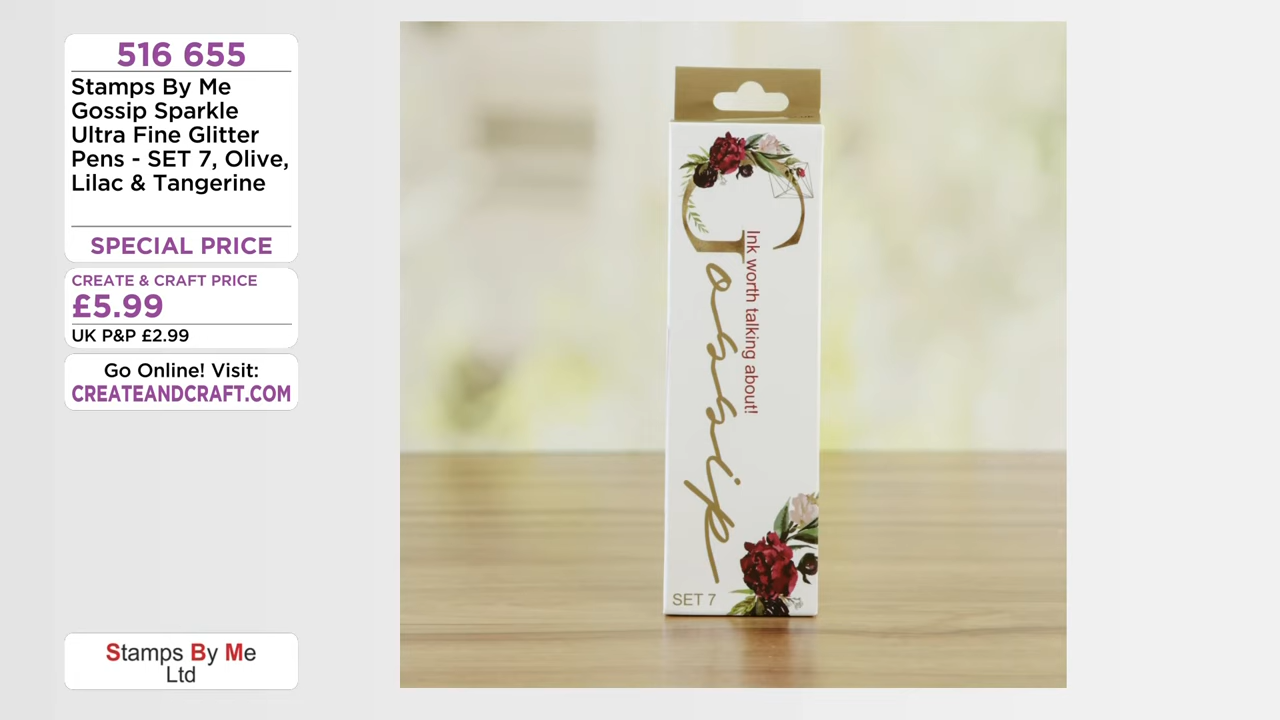 516 655
Stamps By Me
Gossip Sparkle
Ultra Fine Glitter
Pens - SET 7, Olive,
Lilac & Tangerine
SPECIAL PRICE
CREATE & CRAFT PRICE
£5.99
UK P&P £2.99
Go Online! Visit:
CREATEANDCRAFT.COM
Stamps By Me
Ltd
Gossip
Ink worth talking about!
SET 7